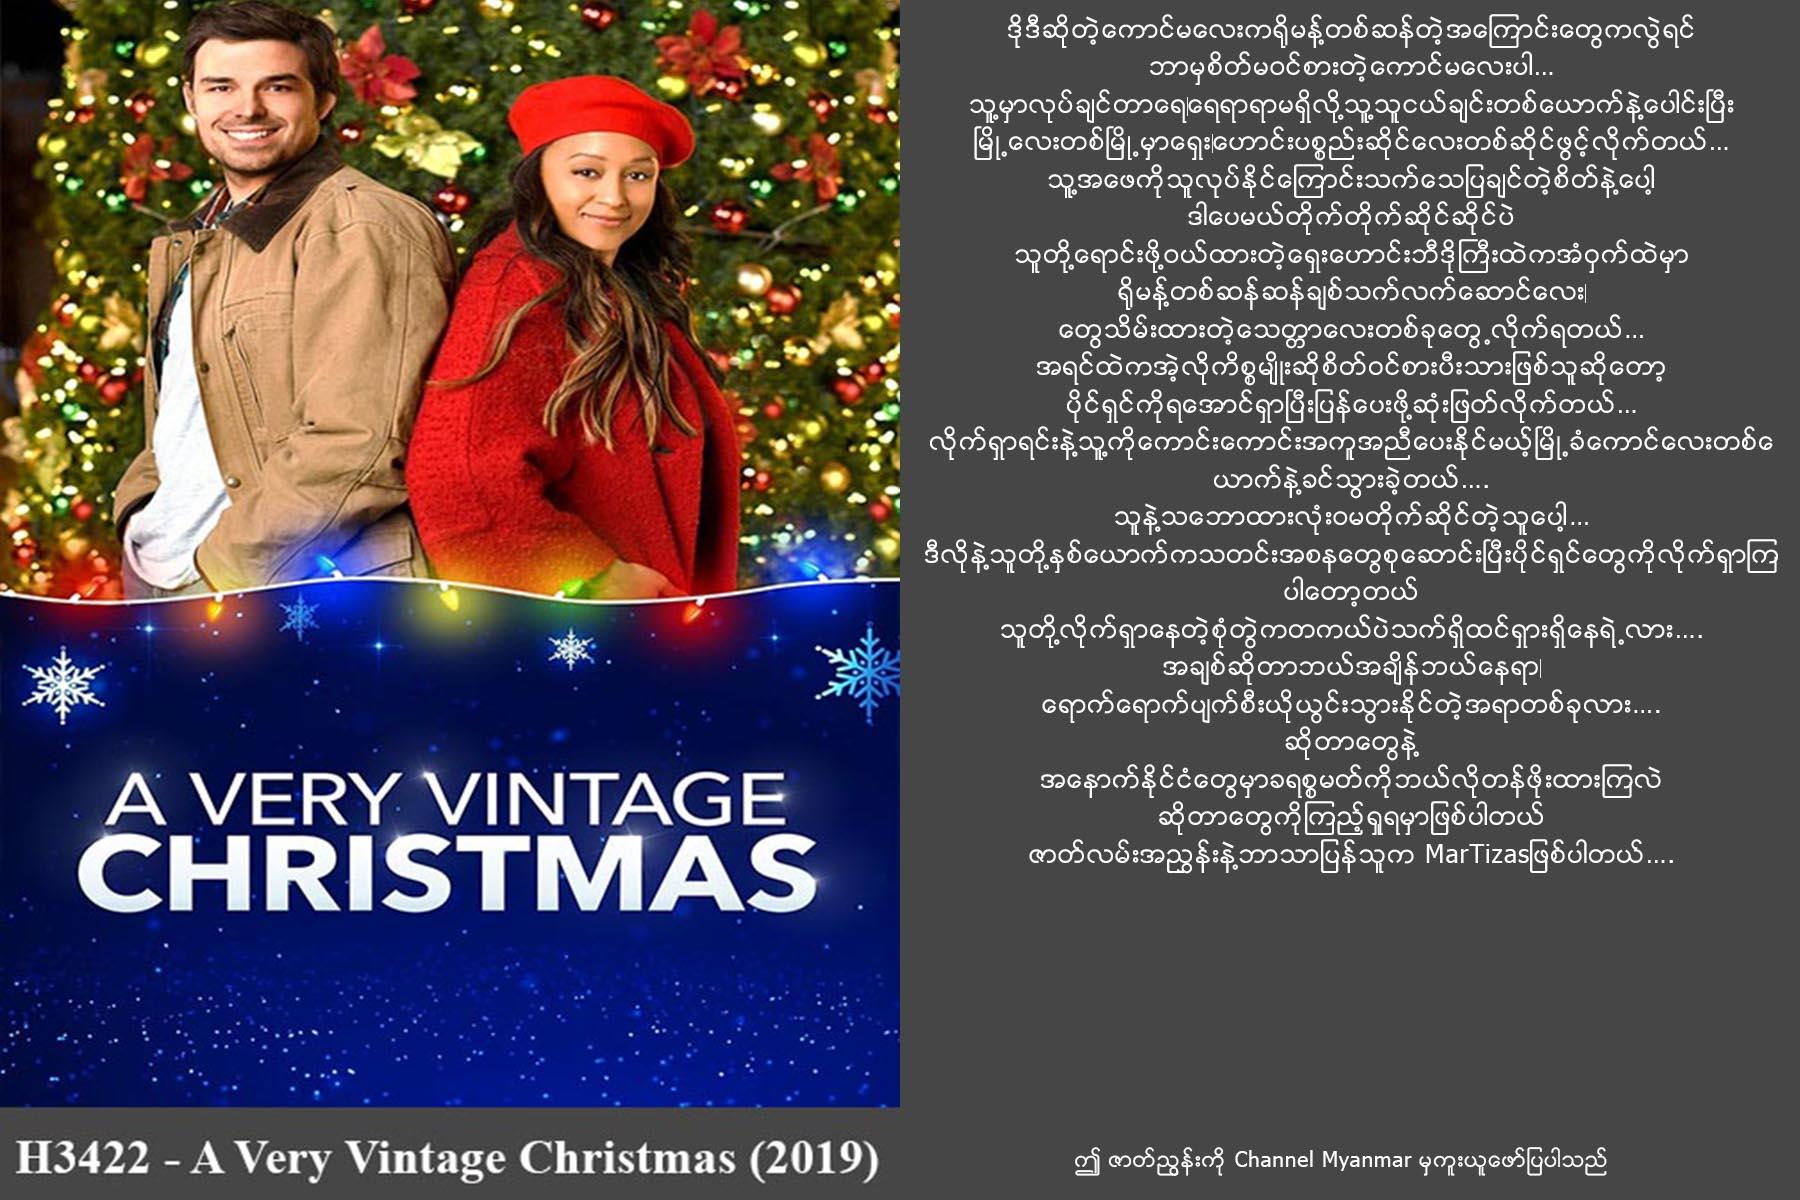 A VERY VINTAGE
CHRISTMAS
H3422 - A Very Vintage Christmas (2019)
ဒိုဒီဆိုတဲ့ကောင်မလေးကရိုမန့်တစ်ဆန်တဲ့အကြောင်းတွေကလွဲရင်
ဘာမှစိတ်မဝင်စားတဲ့ကောင်မလေးပါ...
သူ့မှာလုပ်ချင်တာရေရေရာရာမရှိလို့သူ့သူငယ်ချင်းတစ်ယောက်နဲ့ပေါင်းပြီး
မြို့လေးတစ်မြို့မှာရှေးဟောင်းပစ္စည်းဆိုင်လေးတစ်ဆိုင်ဖွင့်လိုက်တယ်...
သူ့အဖေကိုသူလုပ်နိုင်ကြောင်းသက်သေပြချင်တဲ့စိတ်နဲ့ပေါ့
ဒါပေမယ်တိုက်တိုက်ဆိုင်ဆိုင်ပဲ
သူတို့ရောင်းဖို့ဝယ်ထားတဲ့ရှေးဟောင်းဘီဒိုကြီးထဲကအံဝှက်ထဲမှာ
ရိုမန့်တစ်ဆန်ဆန်ချစ်သက်လက်ဆောင်လေး
တွေသိမ်းထားတဲ့သေတ္တာလေးတစ်ခုတွေ့လိုက်ရတယ်...
အရင်ထဲကအဲ့လိုကိစ္စမျိုးဆိုစိတ်ဝင်စားပီးသားဖြစ်သူဆိုတော့
ပိုင်ရှင်ကိုရအောင်ရှာပြီးပြန်ပေးဖို့ဆုံးဖြတ်လိုက်တယ်...
လိုက်ရှာရင်းနဲ့သူ့ကိုကောင်းကောင်းအကူအညီပေးနိုင်မယ့်မြို့ခံကောင်လေးတစ်ယေ
ာက်နဲ့ခင်သွားခဲ့တယ်....
သူနဲ့သဘောထားလုံးဝမတိုက်ဆိုင်တဲ့သူပေါ့...
ဒီလိုနဲ့သူတို့နှစ်ယောက်ကသတင်းအစနတွေစုဆောင်းပြီးပိုင်ရှင်တွေကိုလိုက်ရှာကြ
ပါတော့တယ်
သူတို့လိုက်ရှာနေတဲ့စုံတွဲကတကယ်ပဲသက်ရှိထင်ရှားရှိနေရဲ့လား....
အချစ်ဆိုတာဘယ်အချိန်ဘယ်နေရာ
ရောက်ရောက်ပျက်စီးယိုယွင်းသွားနိုင်တဲ့အရာတစ်ခုလား....
ဆိုတာတွေနဲ့
အနောက်နိုင်ငံတွေမှာခရစ္စမတ်ကိုဘယ်လိုတန်ဖိုးထားကြလဲ
ဆိုတာတွေကိုကြည့်ရှုရမှာဖြစ်ပါတယ်
ဇာတ်လမ်းအညွှန်းနဲ့ဘာသာပြန်သူက MarTizasဖြစ်ပါတယ်....
ဤ ဇာတ်ညွှန်းကို Channel Myanmar မှကူးယူဖော်ပြပါသည်